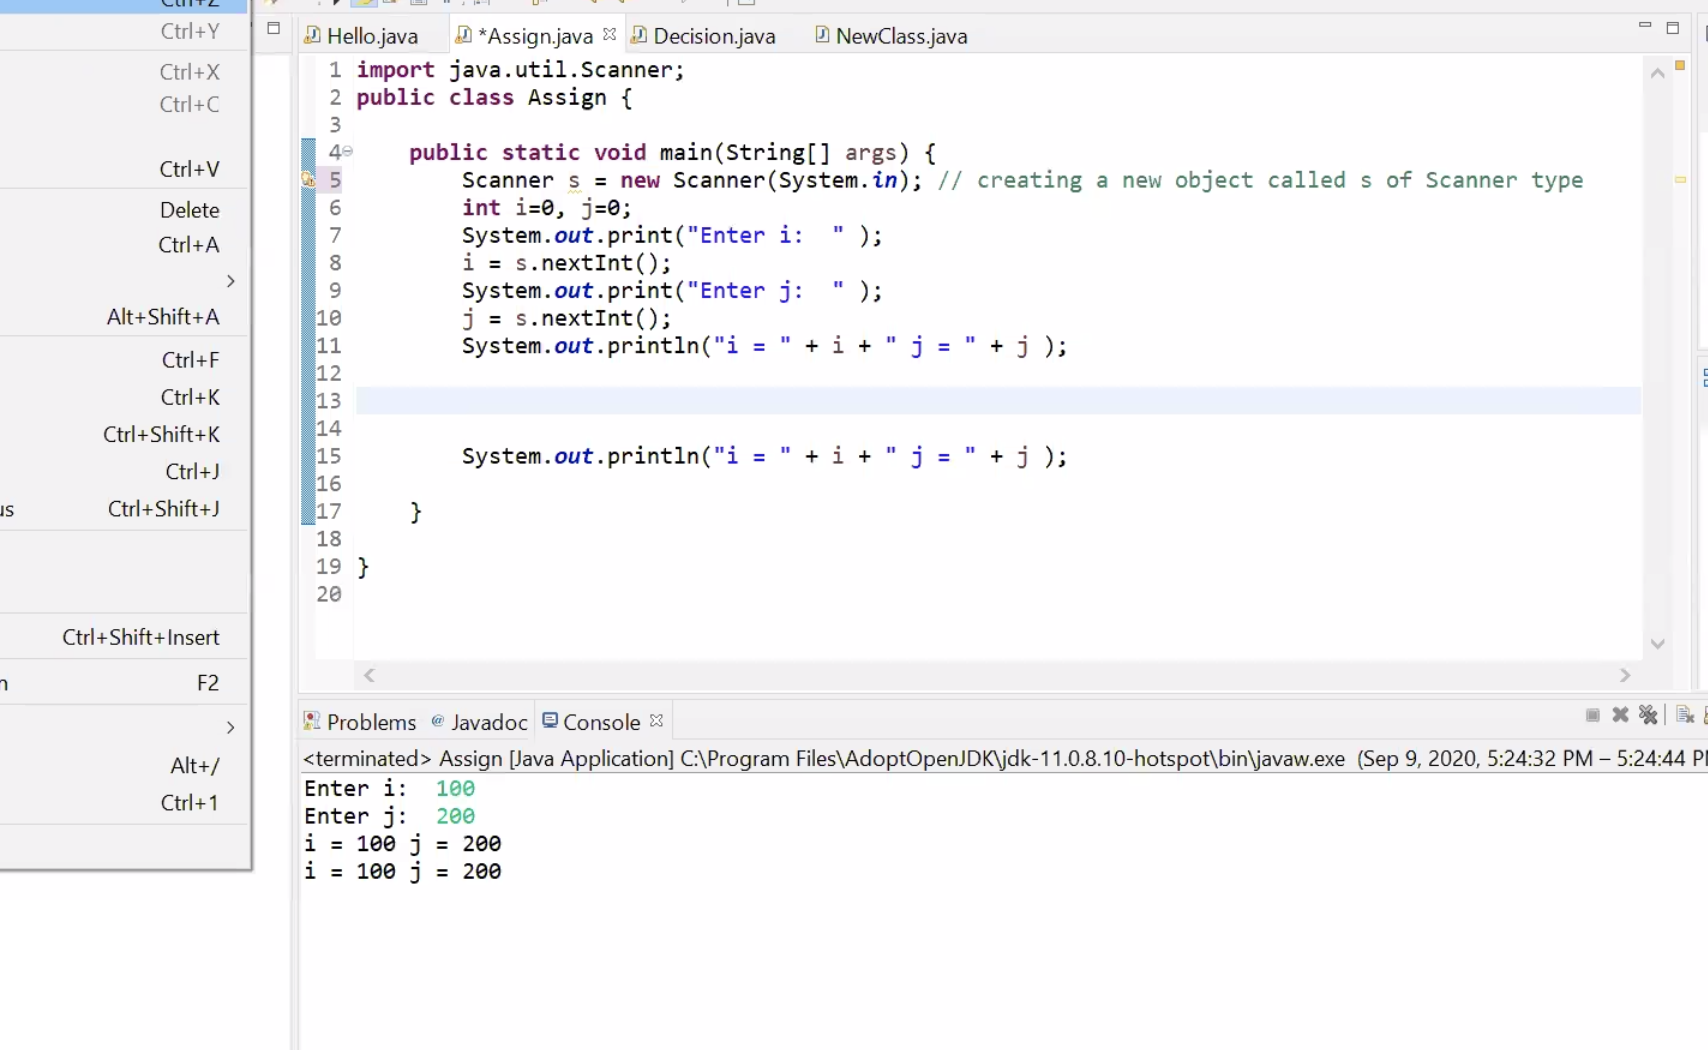 Ctrl+Z
Ctrl+Y
Ctrl+X
Ctrl+C
Ctrl+V
Delete
Ctrl+A
Alt+Shift+A
Ctrl+F
Ctrl+K
Ctrl+Shift+K
Ctrl+J
us Ctrl+Shift+J
Ctrl+Shift+Insert
n F2
Alt+/
Ctrl+1
Hello.java *Assign.java Decision.java NewClass.java
1 import java.util.Scanner;
2 public class Assign {
3
4 public static void main(String[] args) {
5 Scanner s = new Scanner(System.in); // creating a new object called s of Scanner type
6 int i=0, j=0;
7 System.out.print("Enter i:  " );
8 i = s.nextInt();
9 System.out.print("Enter j:  " );
10 j = s.nextInt();
11 System.out.println("i = " + i + " j = " + j );
12
13
14
15 System.out.println("i = " + i + " j = " + j );
16
17 }
18
19 }
20
Problems @ Javadoc Console
<terminated> Assign [Java Application] C:\Program Files\AdoptOpenJDK\jdk-11.0.8.10-hotspot\bin\javaw.exe (Sep 9, 2020, 5:24:32 PM – 5:24:44 PM
Enter i:  100
Enter j:  200
i = 100 j = 200
i = 100 j = 200